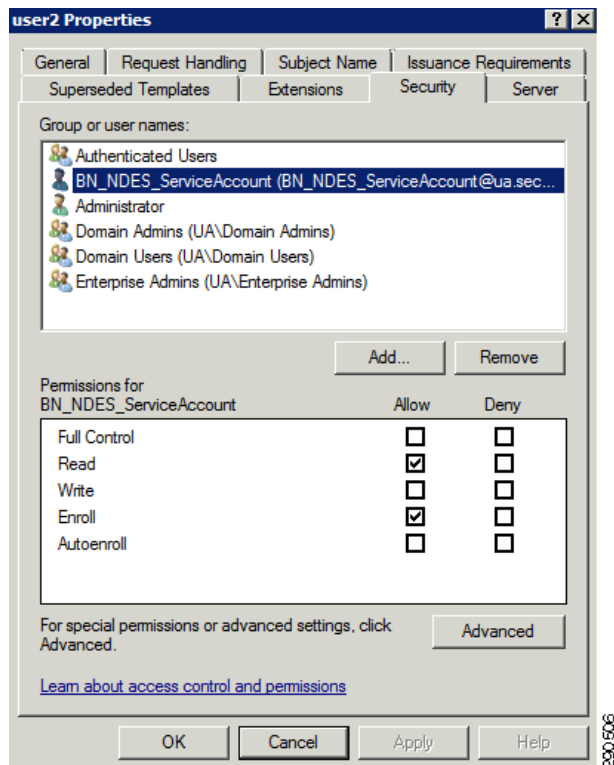 user2 Properties
? X
General Request Handling Subject Name Issuance Requirements
Superseded Templates Extensions Security Server
Group or user names:
Authenticated Users
BN_NDES_ServiceAccount (BN_NDES_ServiceAccount@ua.sec...
Administrator
Domain Admins (UA\Domain Admins)
Domain Users (UA\Domain Users)
Enterprise Admins (UA\Enterprise Admins)
Add... Remove
Permissions for
BN_NDES_ServiceAccount Allow Deny
Full Control
Read
Write
Enroll
Autoenroll
For special permissions or advanced settings, click
Advanced.
Advanced
Learn about access control and permissions
OK Cancel Apply Help
290606